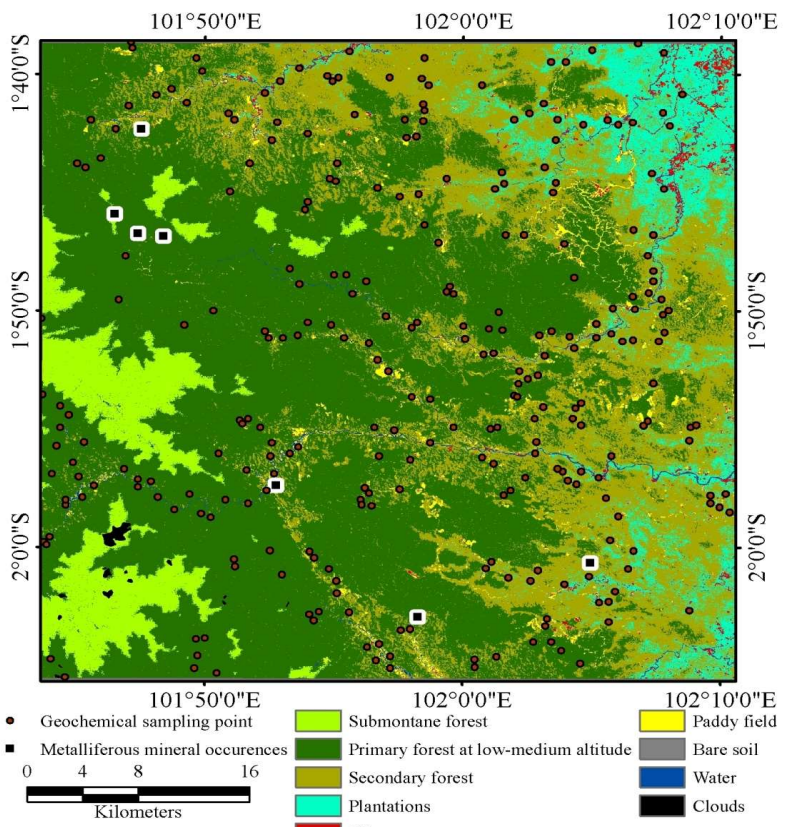 101°50'0"E 102°0'0"E 102°10'0"E
1°40'0"S 1°40'0"S
1°50'0"S 1°50'0"S
2°0'0"S 2°0'0"S
101°50'0"E 102°0'0"E 102°10'0"E
Geochemical sampling point
Metalliferous mineral occurences
0 4 8 16
Kilometers
Submontane forest
Primary forest at low-medium altitude
Secondary forest
Plantations
Paddy field
Bare soil
Water
Clouds